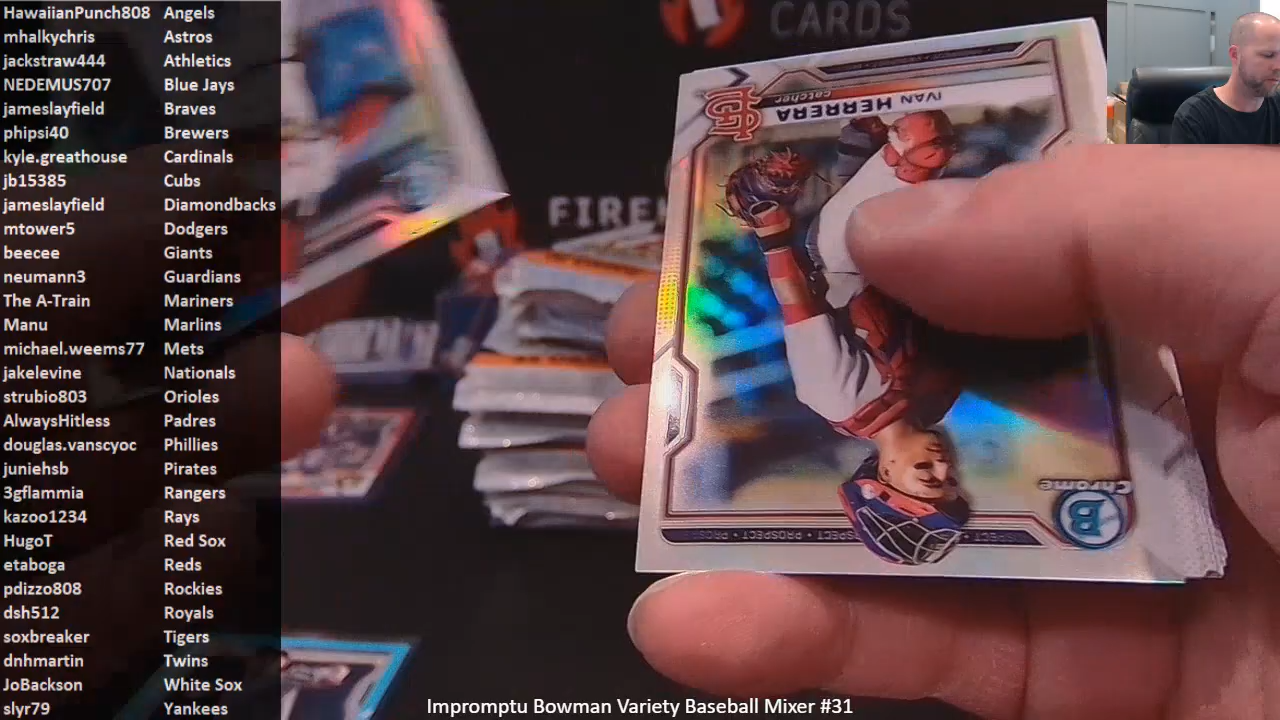 HawaiianPunch808 Angels
mhalkychris Astros
jackstraw444 Athletics
NEDEMUS707 Blue Jays
jameslayfield Braves
phipsi40 Brewers
kyle.greathouse Cardinals
jb15385 Cubs
jameslayfield Diamondbacks
mtower5 Dodgers
beecee Giants
neumann3 Guardians
The A-Train Mariners
Manu Marlins
michael.weems77 Mets
jakelevine Nationals
strubio803 Orioles
AlwaysHitless Padres
douglas.vanscyoc Phillies
juniehsb Pirates
3gflammia Rangers
kazoo1234 Rays
HugoT Red Sox
etaboga Reds
pdizzo808 Rockies
dsh512 Royals
soxbreaker Tigers
dnhmartin Twins
JoBackson White Sox
slyr79 Yankees
CARDS
FIRE
IVAN HERRERA
catcher
STL
Chrome
B
PROSPECT
Impromptu Bowman Variety Baseball Mixer #31